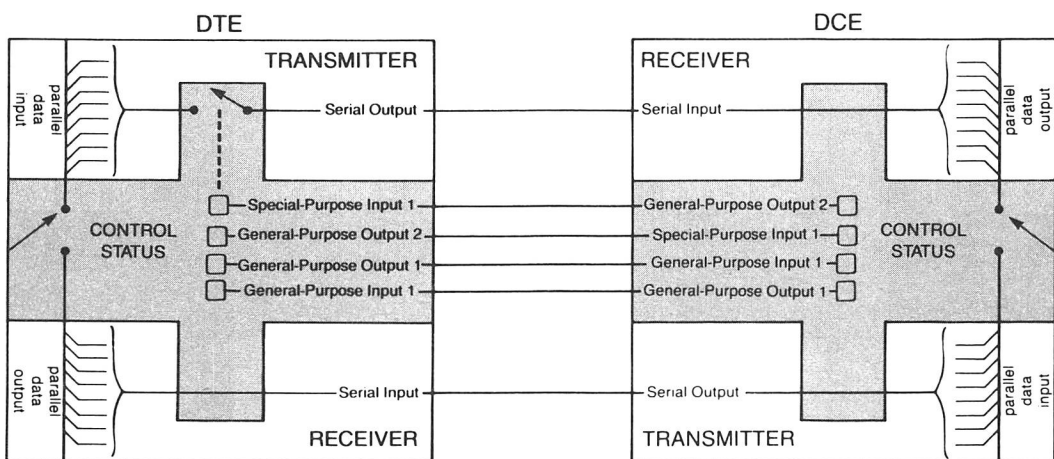 DTE
TRANSMITTER
parallel
data
input
Serial Output
CONTROL
STATUS
Special-Purpose Input 1
General-Purpose Output 2
General-Purpose Output 1
General-Purpose Input 1
parallel
data
output
Serial Input
RECEIVER
DCE
RECEIVER
Serial Input
parallel
data
output
General-Purpose Output 2
Special-Purpose Input 1
General-Purpose Input 1
General-Purpose Output 1
CONTROL
STATUS
Serial Output
parallel
data
input
TRANSMITTER